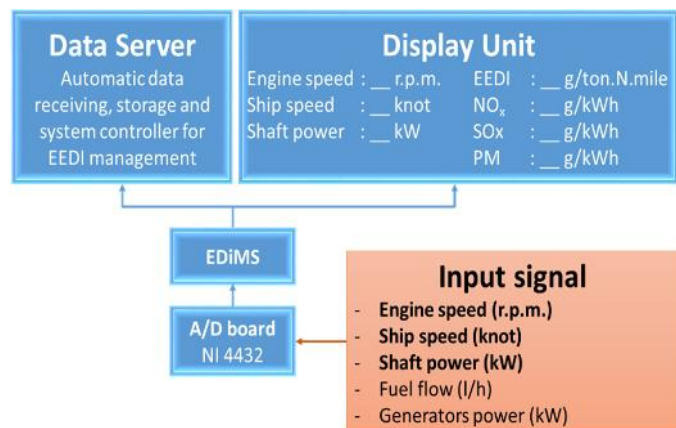 Data Server
Automatic data
receiving, storage and
system controller for
EEDI management
Display Unit
Engine speed : __ r.p.m.
Ship speed : __ knot
Shaft power : __ kW
EEDI : __ g/ton.N.mile
NOx : __ g/kWh
SOx : __ g/kWh
PM : __ g/kWh
EDiMS
A/D board
NI 4432
Input signal
- Engine speed (r.p.m.)
- Ship speed (knot)
- Shaft power (kW)
- Fuel flow (l/h)
- Generators power (kW)